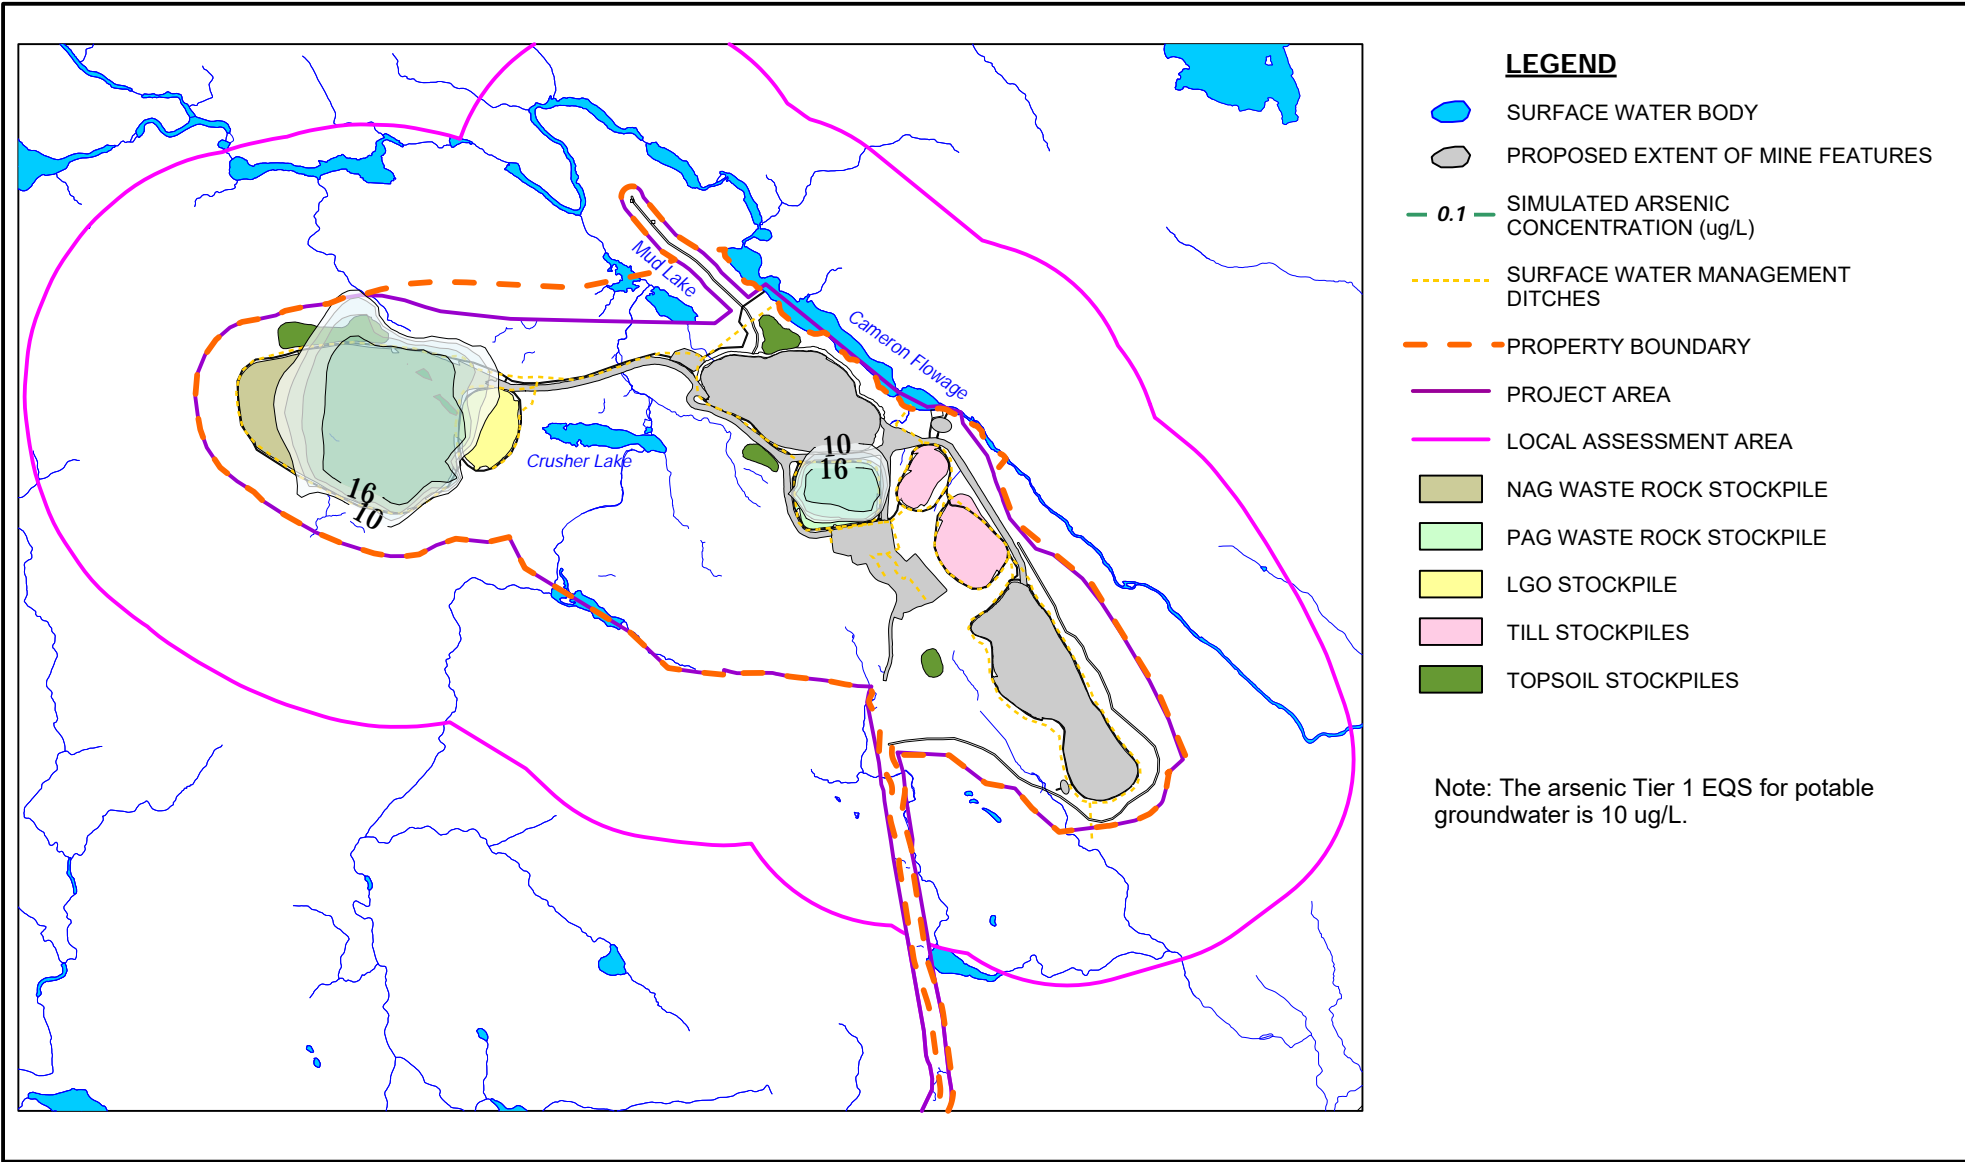 LEGEND
SURFACE WATER BODY
PROPOSED EXTENT OF MINE FEATURES
0.1
SIMULATED ARSENIC
CONCENTRATION (ug/L)
SURFACE WATER MANAGEMENT
DITCHES
PROPERTY BOUNDARY
PROJECT AREA
LOCAL ASSESSMENT AREA
NAG WASTE ROCK STOCKPILE
PAG WASTE ROCK STOCKPILE
LGO STOCKPILE
TILL STOCKPILES
TOPSOIL STOCKPILES
Note: The arsenic Tier 1 EQS for potable
groundwater is 10 ug/L.
Mud Lake
Cameron Flowage
Crusher Lake
10
16
16
10